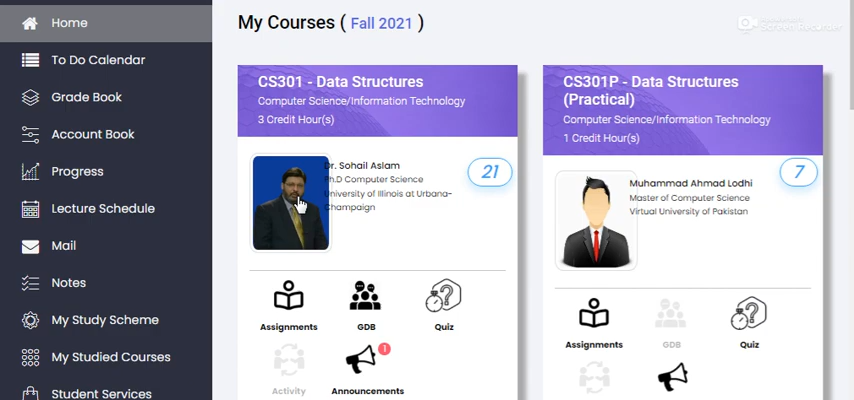 Home
To Do Calendar
Grade Book
Account Book
Progress
Lecture Schedule
Mail
Notes
My Study Scheme
My Studied Courses
Student Services
My Courses ( Fall 2021 )
Screen Recorder
CS301 - Data Structures
Computer Science/Information Technology
3 Credit Hour(s)
Dr. Sohail Aslam
Ph.D Computer Science
University of Illinois at Urbana-
Champaign
21
Assignments
GDB
Quiz
Activity
Announcements
1
CS301P - Data Structures
(Practical)
Computer Science/Information Technology
1 Credit Hour(s)
Muhammad Ahmad Lodhi
Master of Computer Science
Virtual University of Pakistan
7
Assignments
GDB
Quiz